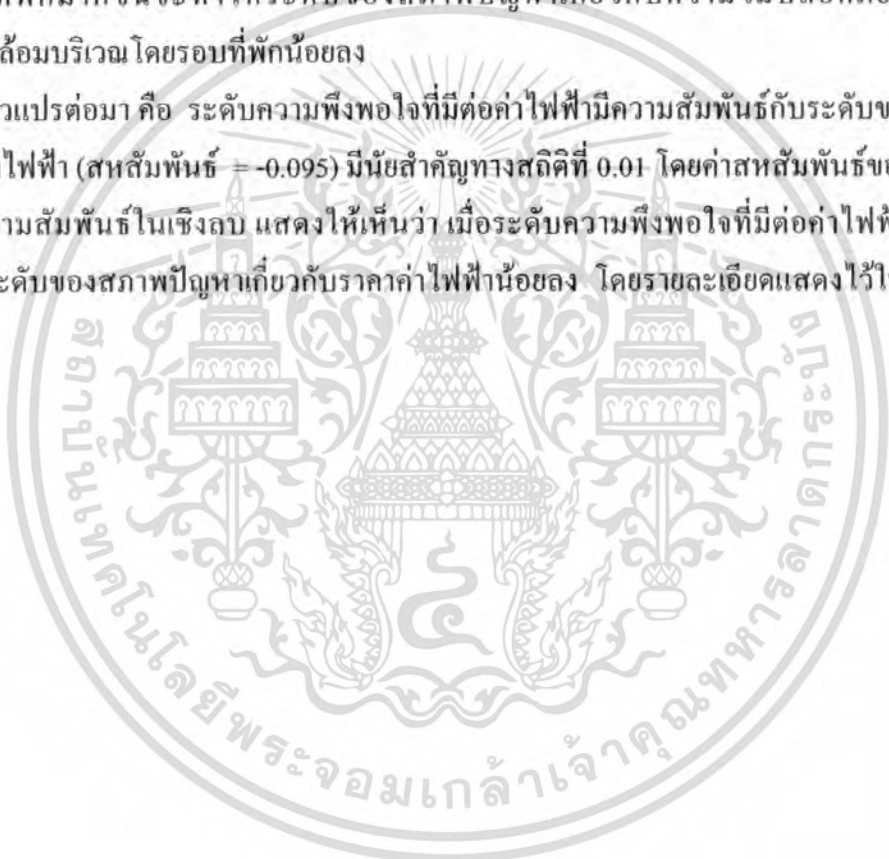 ล้อมบริเวณโดยรอบที่พักน้อยลง
วแปรต่อมา คือ ระดับความพึงพอใจที่มีต่อค่าไฟฟ้ามีความสัมพันธ์กับระดับข
ไฟฟ้า (สหสัมพันธ์ = -0.095) มีนัยสำคัญทางสถิติที่ 0.01 โดยค่าสหสัมพันธ์ขอ
ามสัมพันธ์ในเชิงลบ แสดงให้เห็นว่า เมื่อระดับความพึงพอใจที่มีต่อค่าไฟฟ้
ะดับของสภาพปัญหาเกี่ยวกับราคาค่าไฟฟ้าน้อยลง โดยรายละเอียดแสดงไว้ใ
สถาบันเทคโนโลยีพระจอมเกล้าเจ้าคุณทหารลาดกระบัง